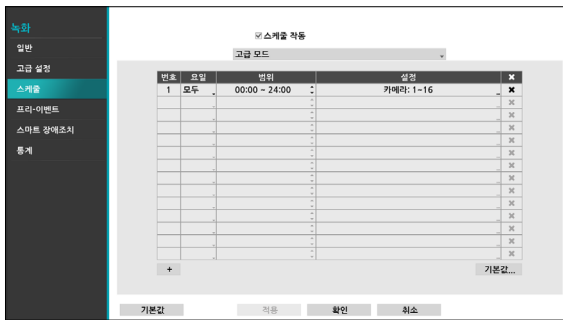 녹화
일반
고급 설정
스케줄
프리-이벤트
스마트 장애조치
통계
스케줄 작동
고급 모드
번호 요일 범위 설정
1 모두 00:00 ~ 24:00 카메라: 1~16
+ 기본값...
기본값 적용 확인 취소